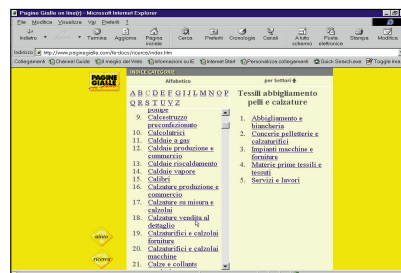 Pagine Gialle on line(r) - Microsoft Internet Explorer
File Modifica Visualizza Vai Preferiti ?
Indietro Termina Aggiorna Pagina iniziale Cerca Preferiti Cronologia Canali A tutto schermo Posta elettronica Stampa Modifica
Indirizzo http://www.paginegialle.com/fe-docs/ricerca/index.htm
Collegamenti Channel Guide Il meglio del Web Informazioni su IE Internet Start Personalizza collegamenti Quick Search.exe Toggle Ima
PAGINE GIALLE
INDICE CATEGORIE
Alfabetico
per Settori
A B C D E F G I J K L M N O P
Q R S T U V Z
pompe
9. Calcestruzzo preconfezionato
10. Calcolatrici
11. Caldaie a gas
12. Caldaie produzione e commercio
13. Caldaie riscaldamento
14. Caldaie vapore
15. Calibri
16. Calzature produzione e commercio
17. Calzature su misura e calzolai
18. Calzature vendita al dettaglio
19. Calzaturifici e calzolai forniture
20. Calzaturifici e calzolai macchine
21. Calze e collants
Tessili abbigliamento pelli e calzature
1. Abbigliamento e biancheria
2. Concerie pelletterie e calzaturifici
3. Impianti macchine e forniture
4. Materie prime tessili e tessuti
5. Servizi e lavori
aiuto
ricerca